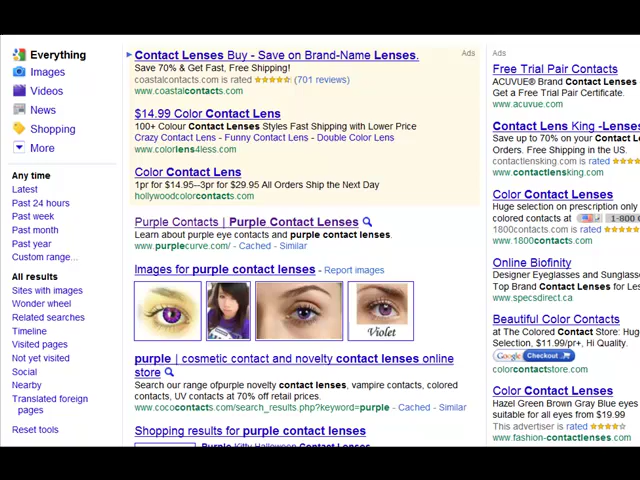 Everything
Images
Videos
News
Shopping
More
Any time
Latest
Past 24 hours
Past week
Past month
Past year
Custom range...
All results
Sites with images
Wonder wheel
Related searches
Timeline
Visited pages
Not yet visited
Social
Nearby
Translated foreign
pages
Reset tools
Contact Lenses Buy - Save on Brand-Name Lenses.
Ads
Save 70% & Get Fast, Free Shipping!
coastalcontacts.com is rated (701 reviews)
www.coastalcontacts.com
$14.99 Color Contact Lens
100+ Colour Contact Lenses Styles Fast Shipping with Lower Price
Crazy Contact Lens - Funny Contact Lens - Double Color Lens
www.colorlens4less.com
Color Contact Lens
1pr for $14.95--3pr for $29.95 All Orders Ship the Next Day
hollywoodcolorcontacts.com
Purple Contacts | Purple Contact Lenses
Learn about purple eye contacts and purple contact lenses.
www.purplecurve.com/ - Cached - Similar
Images for purple contact lenses - Report images
Violet
purple | cosmetic contact and novelty contact lenses online
store
Search our range ofpurple novelty contact lenses, vampire contacts, colored
contacts, UV contacts at 70% off retail prices.
www.cococontacts.com/search_results.php?keyword=purple - Cached - Similar
Shopping results for purple contact lenses
Purple Kitty Halloween Contact Lenses
Ads
Free Trial Pair Contacts
ACUVUE® Brand Contact Lenses
Get a Free Trial Pair Certificate.
www.acuvue.com
Contact Lens King -Lenses
Save up to 70% on your contact
Orders. Free Shipping in the US.
contactlensking.com is rated
www.contactlensking.com
Color Contact Lenses
Huge selection on prescription only
colored contacts at 1-800
1800contacts.com is rated
www.1800contacts.com
Online Biofinity
Designer Eyeglasses and Sunglass
Top Brand Contact Lenses for Les
www.specsdirect.ca
Beautiful Color Contacts
at The Colored Contact Store: Hug
Selection, $11.99/pr+, Hi Quality.
Google Checkout
colorcontactstore.com
Color Contact Lenses
Hazel Green Brown Gray Blue eyes
suitable for all eyes from $19.99
This advertiser is rated
www.fashion-contactlenses.com